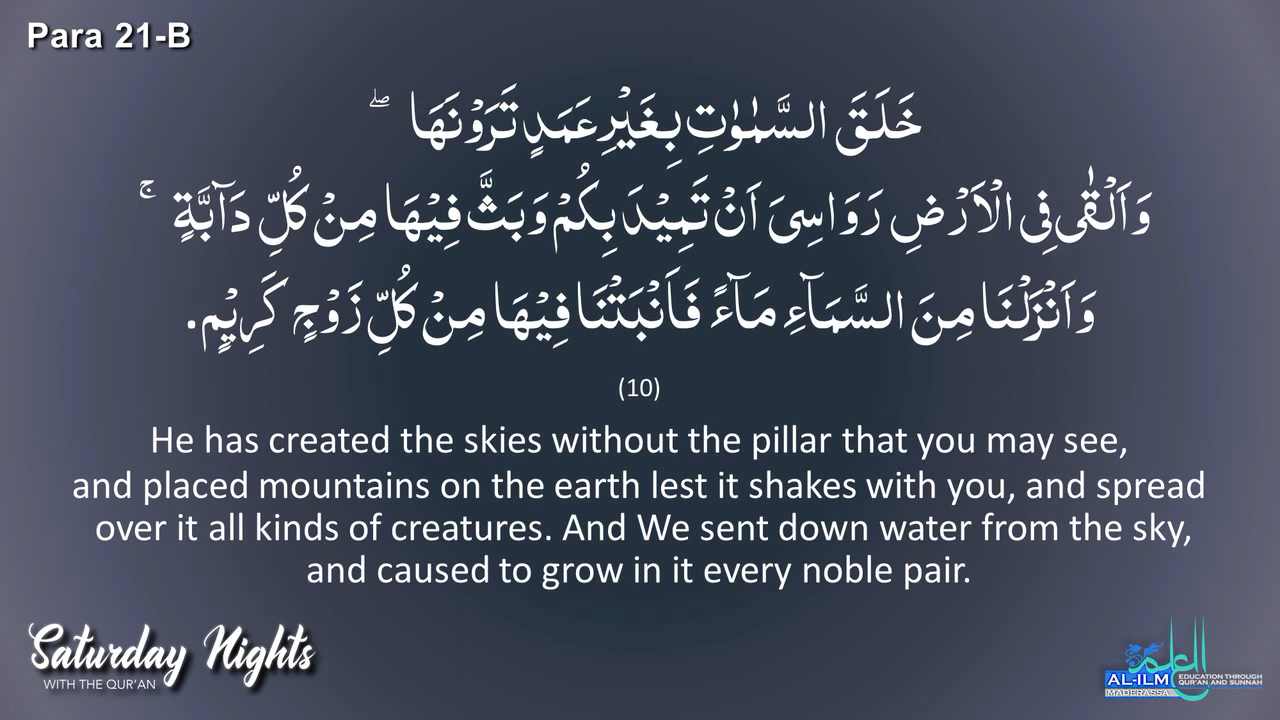 Para 21-B
خَلَقَ السَّمٰوٰتِ بِغَيْرِ عَمَدٍ تَرَوْنَهَا ۖ
وَاَلْقٰى فِى الْاَرْضِ رَوَاسِىَ اَنْ تَمِيْدَ بِكُمْ وَبَثَّ فِيْهَا مِنْ كُلِّ دَآبَّةٍ ۚ
وَاَنْزَلْنَا مِنَ السَّمَآءِ مَآءً فَاَنْبَتْنَا فِيْهَا مِنْ كُلِّ زَوْجٍ كَرِيْمٍ.
(10)
He has created the skies without the pillar that you may see,
and placed mountains on the earth lest it shakes with you, and spread
over it all kinds of creatures. And We sent down water from the sky,
and caused to grow in it every noble pair.
Saturday Nights
WITH THE QUR'AN
العلم
AL-ILM
MADERASSA
EDUCATION THROUGH
QUR'AN AND SUNNAH